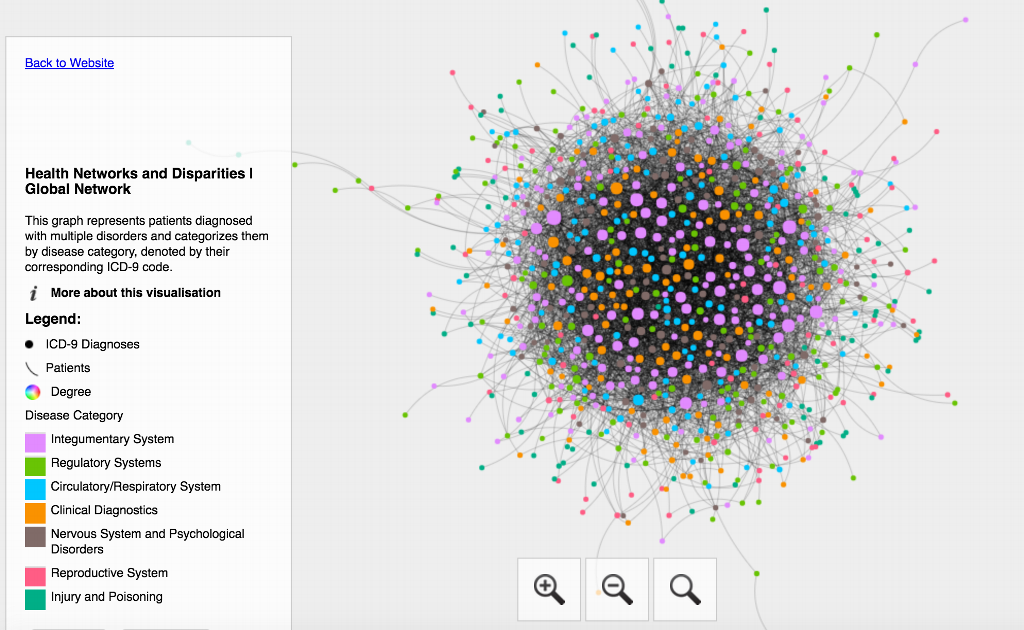 Back to Website
Health Networks and Disparities |
Global Network
This graph represents patients diagnosed
with multiple disorders and categorizes them
by disease category, denoted by their
corresponding ICD-9 code.
i More about this visualisation
Legend:
ICD-9 Diagnoses
Patients
Degree
Disease Category
Integumentary System
Regulatory Systems
Circulatory/Respiratory System
Clinical Diagnostics
Nervous System and Psychological
Disorders
Reproductive System
Injury and Poisoning